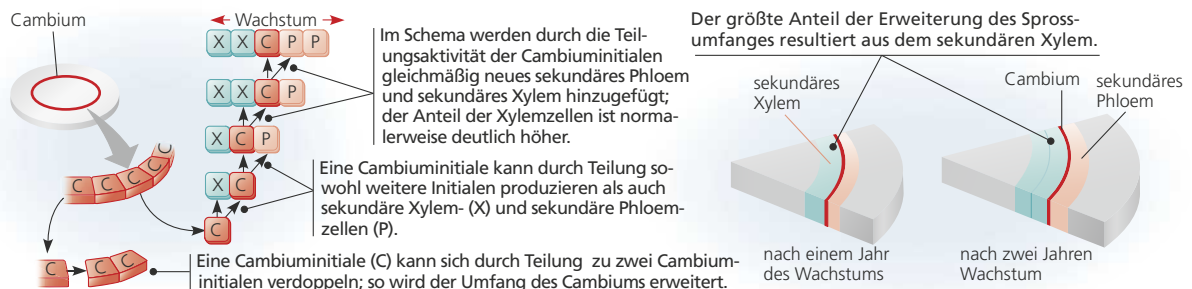 Cambium
Wachstum
X X C P P
X X C P
X C P
X C
C
C C C C C
C
C C
Im Schema werden durch die Teil-
ungsaktivität der Cambiuminitialen
gleichmäßig neues sekundäres Phloem
und sekundäres Xylem hinzugefügt;
der Anteil der Xylemzellen ist norma-
lerweise deutlich höher.
Eine Cambiuminitiale kann durch Teilung so-
wohl weitere Initialen produzieren als auch
sekundäre Xylem- (X) und sekundäre Phloem-
zellen (P).
Eine Cambiuminitiale (C) kann sich durch Teilung zu zwei Cambium-
initialen verdoppeln; so wird der Umfang des Cambiums erweitert.
Der größte Anteil der Erweiterung des Spross-
umfanges resultiert aus dem sekundären Xylem.
sekundäres
Xylem
Cambium
sekundäres
Phloem
nach einem Jahr
des Wachstums
nach zwei Jahren
Wachstum